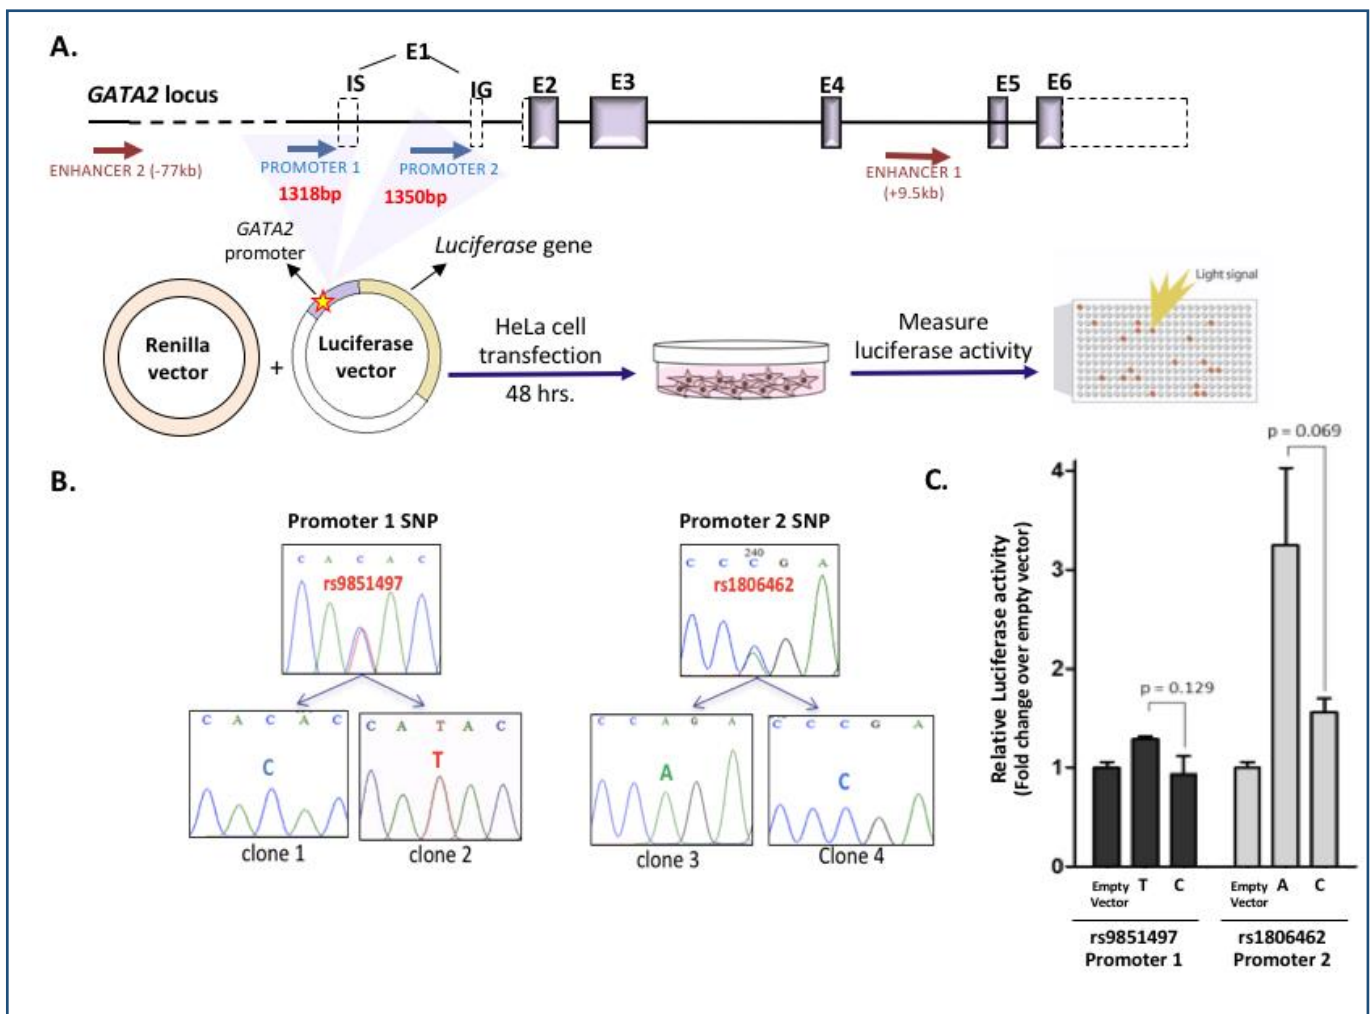 A.
E1
IS
IG
E2
E3
E4
E5
E6
GATA2 locus
ENHANCER 2 (-77kb)
PROMOTER 1
1318bp
PROMOTER 2
1350bp
ENHANCER 1
(+9.5kb)
GATA2
promoter
Luciferase gene
Renilla
vector
+
Luciferase
vector
HeLa cell
transfection
48 hrs.
Measure
luciferase activity
Light signal
B.
Promoter 1 SNP
C A C A C
rs9851497
C A C A C
C
clone 1
C A T A C
T
clone 2
Promoter 2 SNP
240
C C C G A
rs1806462
C C A G A
A
clone 3
C C C G A
C
Clone 4
C.
Relative Luciferase activity
(Fold change over empty vector)
4
3
2
1
0
p = 0.129
p = 0.069
Empty
Vector
T
C
Empty
Vector
A
C
rs9851497
Promoter 1
rs1806462
Promoter 2